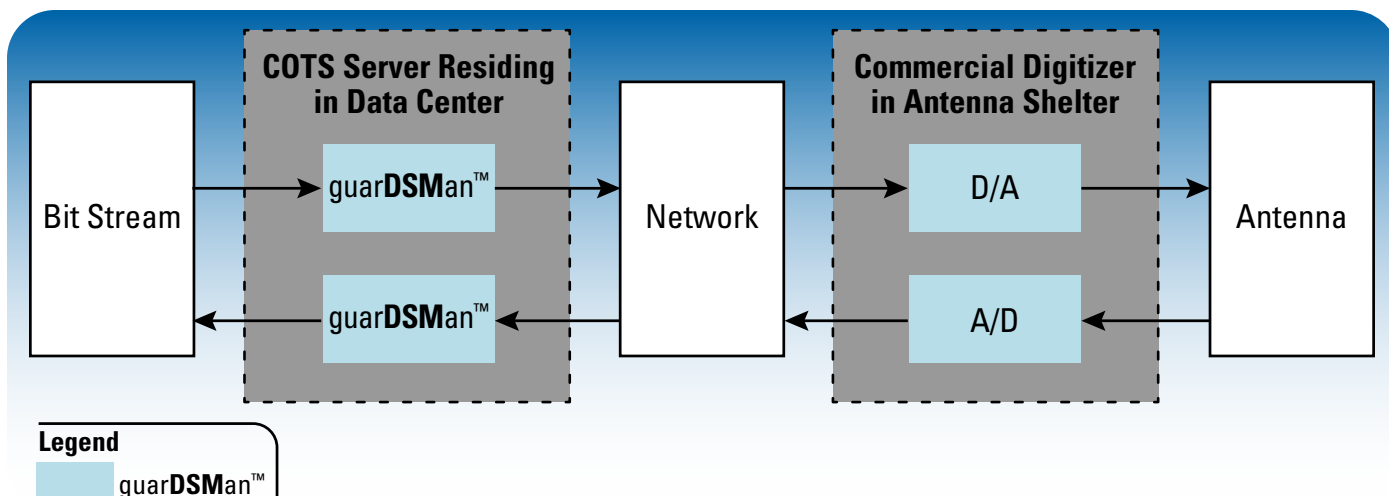 COTS Server Residing
in Data Center
Commercial Digitizer
in Antenna Shelter
Bit Stream
guarDSMan™
guarDSMan™
Network
D/A
A/D
Antenna
Legend
guarDSMan™